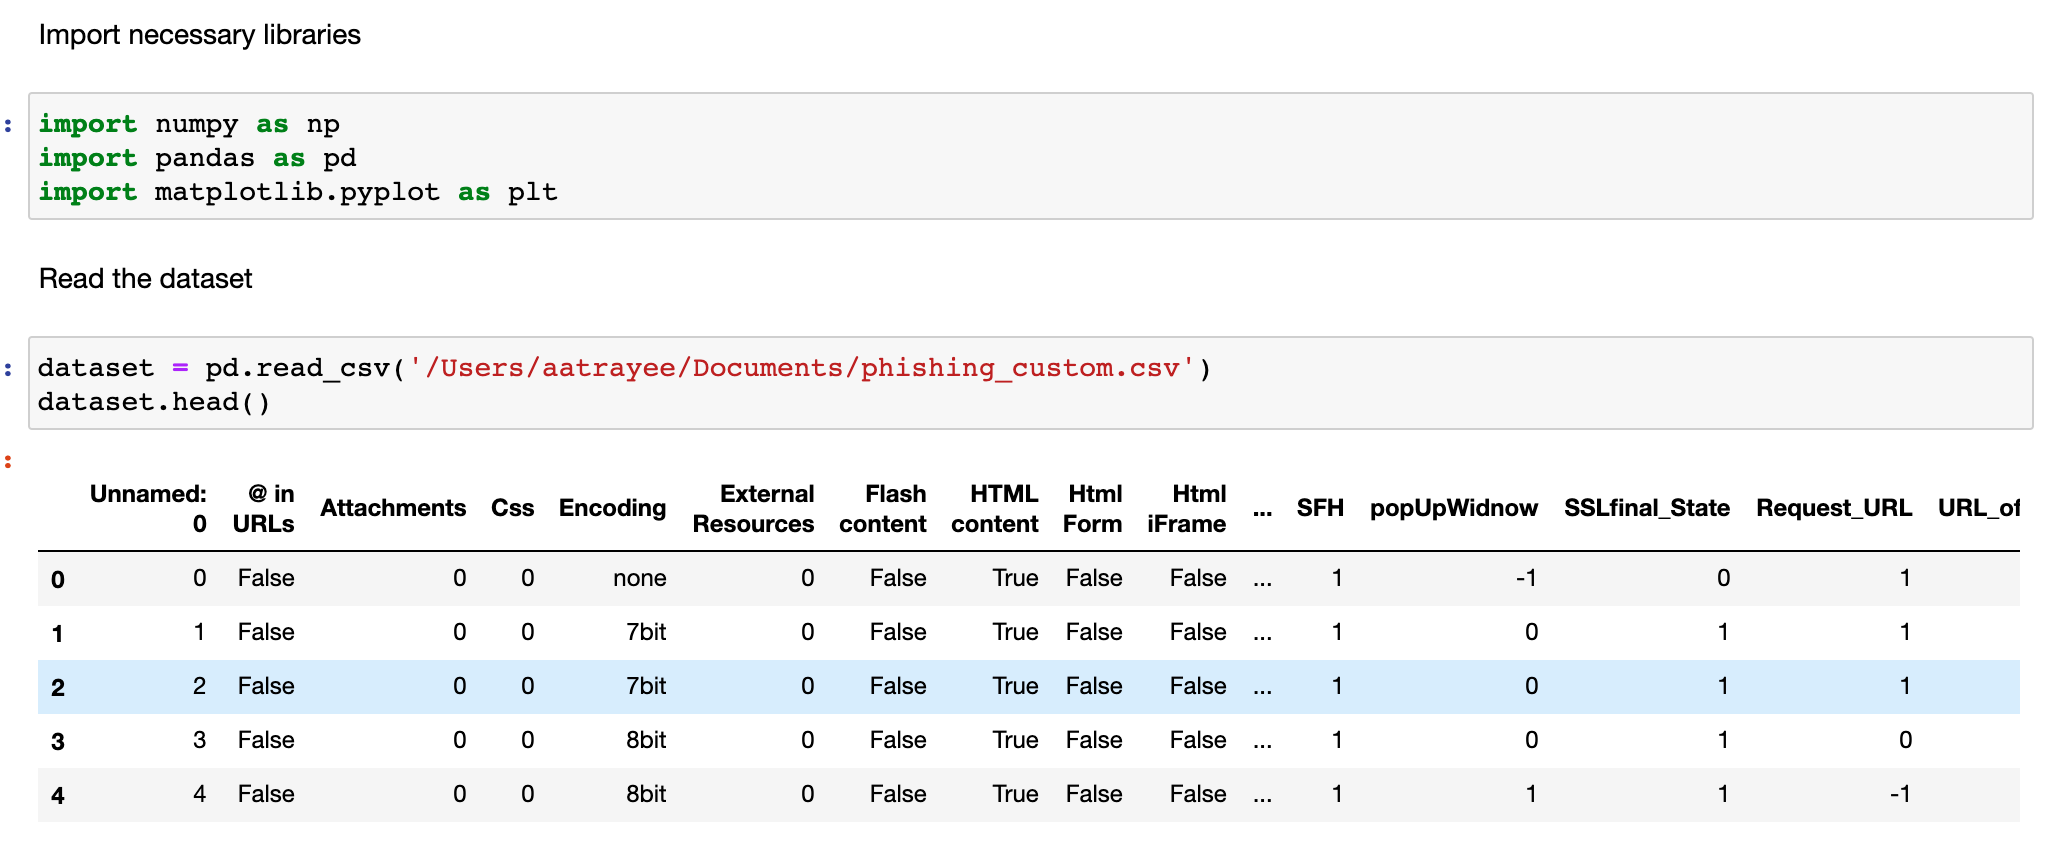 Import necessary libraries
:
import numpy as np
import pandas as pd
import matplotlib.pyplot as plt
Read the dataset
:
dataset = pd.read_csv('/Users/aatrayee/Documents/phishing_custom.csv')
dataset.head()
:
Unnamed: 0 @ in URLs Attachments Css Encoding External Resources Flash content HTML content Html Form Html iFrame ... SFH popUpWidnow SSLfinal_State Request_URL URL_of
0 0 False 0 0 none 0 False True False False ... 1 -1 0 1
1 1 False 0 0 7bit 0 False True False False ... 1 0 1 1
2 2 False 0 0 7bit 0 False True False False ... 1 0 1 1
3 3 False 0 0 8bit 0 False True False False ... 1 0 1 0
4 4 False 0 0 8bit 0 False True False False ... 1 1 1 -1